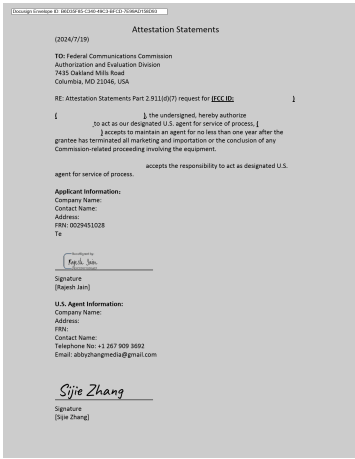 Docusign Envelope ID: B6D35F65-C340-49C3-BFCD-7E98AD158D93
Attestation Statements
(2024/7/19)
TO: Federal Communications Commission
Authorization and Evaluation Division
7435 Oakland Mills Road
Columbia, MD 21046, USA
RE: Attestation Statements Part 2.911(d)(7) request for [FCC ID: ]
[ ], the undersigned, hereby authorize
to act as our designated U.S. agent for service of process, [
] accepts to maintain an agent for no less than one year after the
grantee has terminated all marketing and importation or the conclusion of any
Commission-related proceeding involving the equipment.
accepts the responsibility to act as designated U.S.
agent for service of process.
Applicant Information:
Company Name:
Contact Name:
Address:
FRN: 0029451028
Te
Rajesh Jain
Signature
[Rajesh Jain]
U.S. Agent Information:
Company Name:
Address:
FRN:
Contact Name:
Telephone No: +1 267 909 3692
Email: abbyzhangmedia@gmail.com
Sijie Zhang
Signature
[Sijie Zhang]